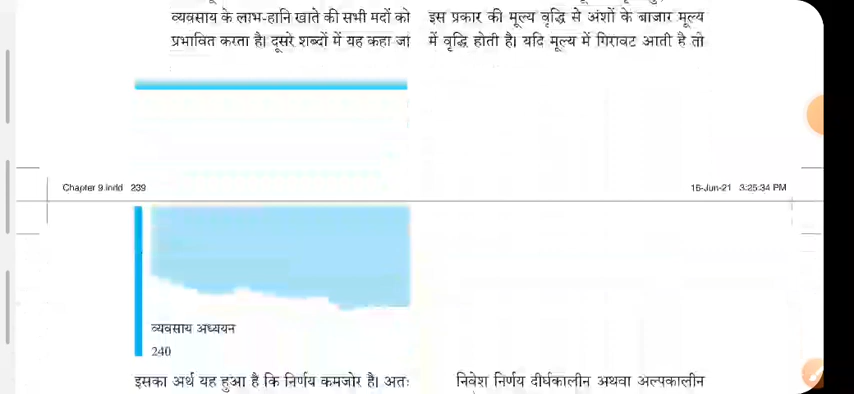 व्यवसाय के लाभ-हानि खाते की सभी मदों को
प्रभावित करता है। दूसरे शब्दों में यह कहा जा
इस प्रकार की मूल्य वृद्धि से अंशों के बाजार मूल्य
में वृद्धि होती है। यदि मूल्य में गिरावट आती है तो
Chapter 9.indd 239
16-Jun-21 3:25:34 PM
व्यवसाय अध्ययन
240
इसका अर्थ यह हुआ है कि निर्णय कमजोर है। अतः
निवेश निर्णय दीर्घकालीन अथवा अल्पकालीन